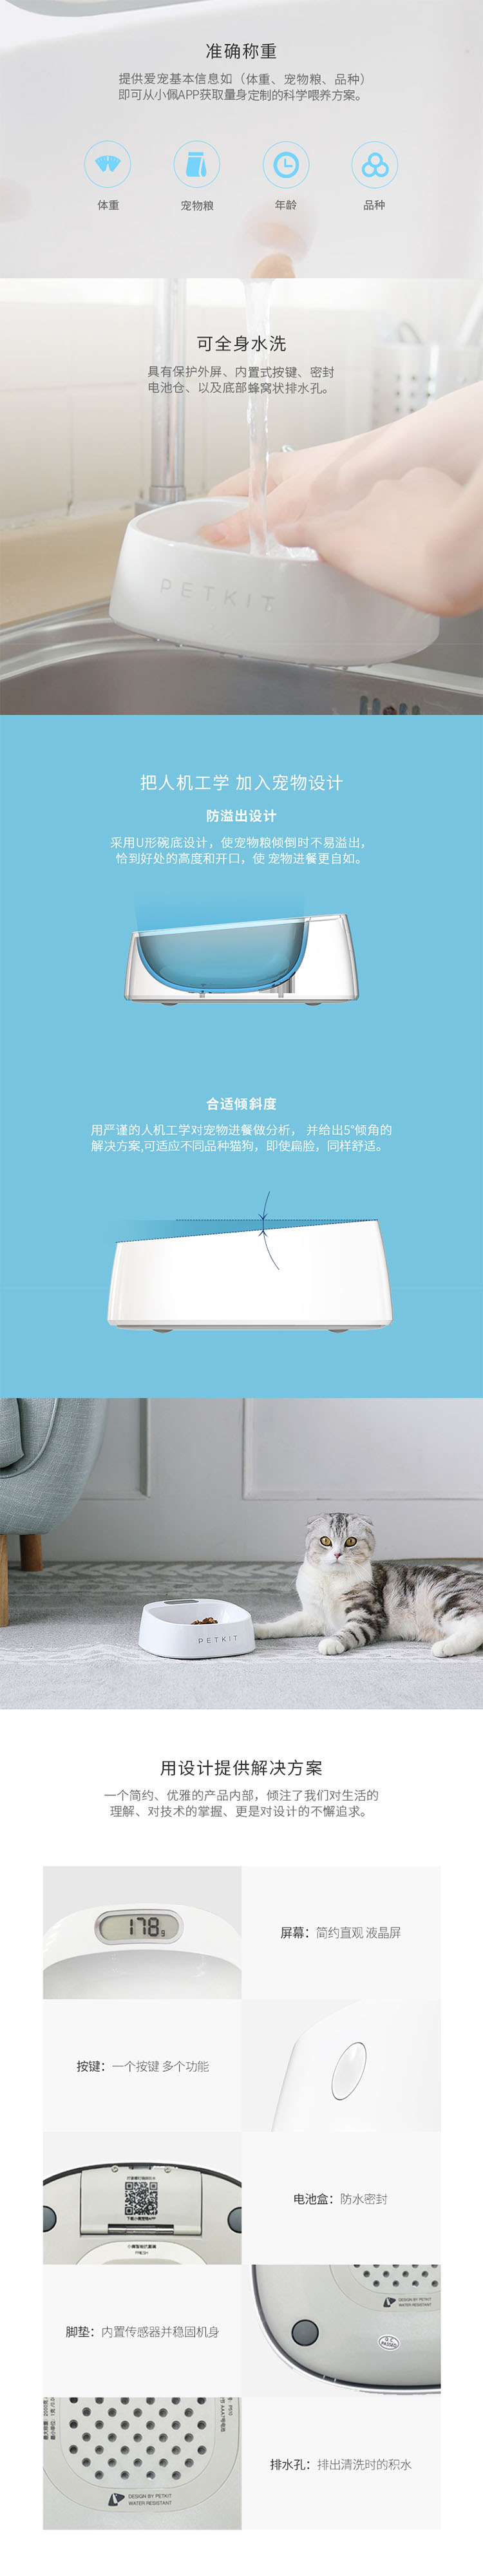 准确称重
提供爱宠基本信息如（体重、宠物粮、品种）
即可从小佩APP获取量身定制的科学喂养方案。
体重
宠物粮
年龄
品种
可全身水洗
具有保护外屏、内置式按键、密封
电池仓、以及底部蜂窝状排水孔。
PETKIT
把人机工学 加入宠物设计
防溢出设计
采用U形碗底设计，使宠物粮倾倒时不易溢出，
恰到好处的高度和开口，使 宠物进餐更自如。
合适倾斜度
用严谨的人机工学对宠物进餐做分析， 并给出5°倾角的
解决方案,可适应不同品种猫狗，即使扁脸，同样舒适。
PETKIT
用设计提供解决方案
一个简约、优雅的产品内部，倾注了我们对生活的
理解、对技术的掌握、更是对设计的不懈追求。
178g
屏幕：简约直观 液晶屏
按键：一个按键 多个功能
电池盒：防水密封
FRESH
脚垫：内置传感器并稳固机身
DESIGN BY PETKIT
WATER RESISTANT
排水孔：排出清洗时的积水
DESIGN BY PETKIT
WATER RESISTANT